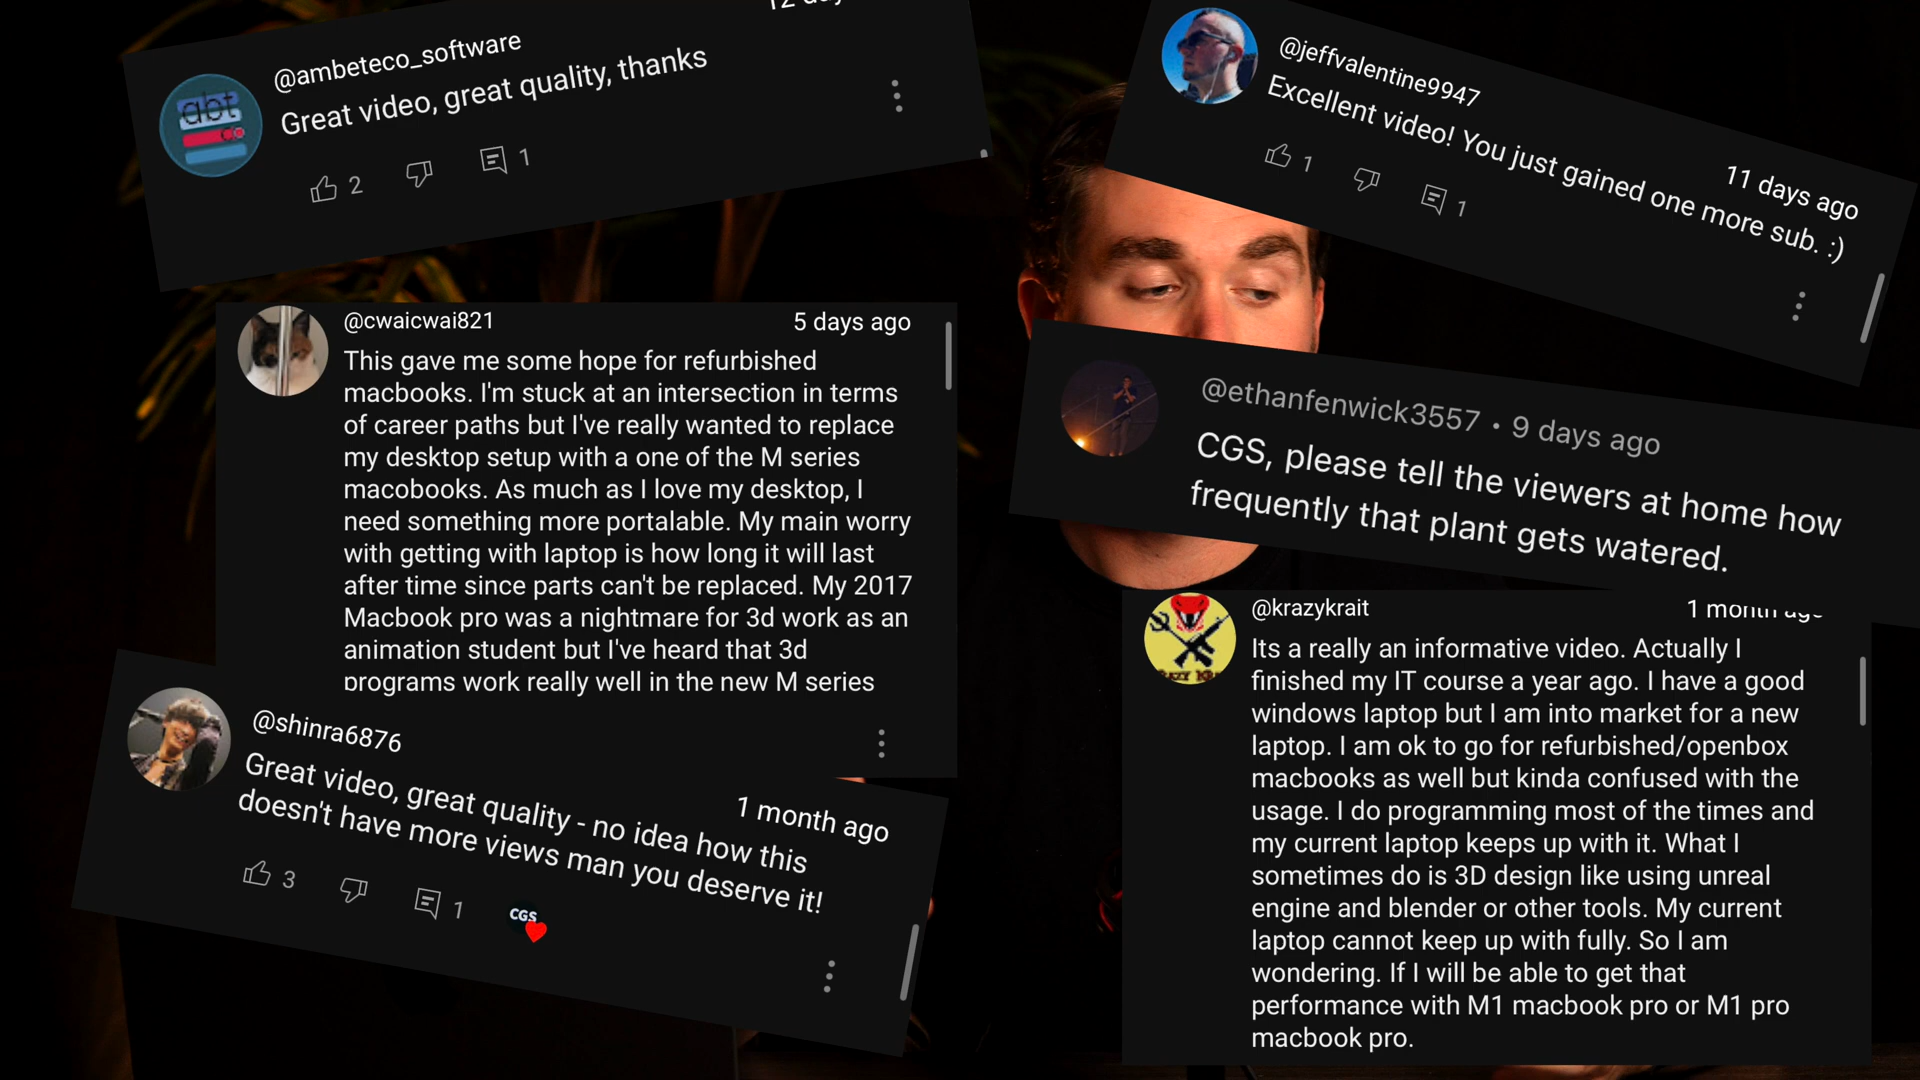 12
@ambeteco_software
Great video, great quality, thanks
2
1
abt
@jeffvalentine9947
Excellent video! You just gained one more sub. :)
11 days ago
1
1
@cwaicwai821
5 days ago
This gave me some hope for refurbished
macbooks. I'm stuck at an intersection in terms
of career paths but I've really wanted to replace
my desktop setup with a one of the M series
macobooks. As much as I love my desktop, I
need something more portalable. My main worry
with getting with laptop is how long it will last
after time since parts can't be replaced. My 2017
Macbook pro was a nightmare for 3d work as an
animation student but I've heard that 3d
programs work really well in the new M series
@ethanfenwick3557 • 9 days ago
CGS, please tell the viewers at home how
frequently that plant gets watered.
@shinra6876
1 month ago
Great video, great quality - no idea how this
doesn't have more views man you deserve it!
3
1
CGS
@krazykrait
1 month ago
Its a really an informative video. Actually I
finished my IT course a year ago. I have a good
windows laptop but I am into market for a new
laptop. I am ok to go for refurbished/openbox
macbooks as well but kinda confused with the
usage. I do programming most of the times and
my current laptop keeps up with it. What I
sometimes do is 3D design like using unreal
engine and blender or other tools. My current
laptop cannot keep up with fully. So I am
wondering. If I will be able to get that
performance with M1 macbook pro or M1 pro
macbook pro.